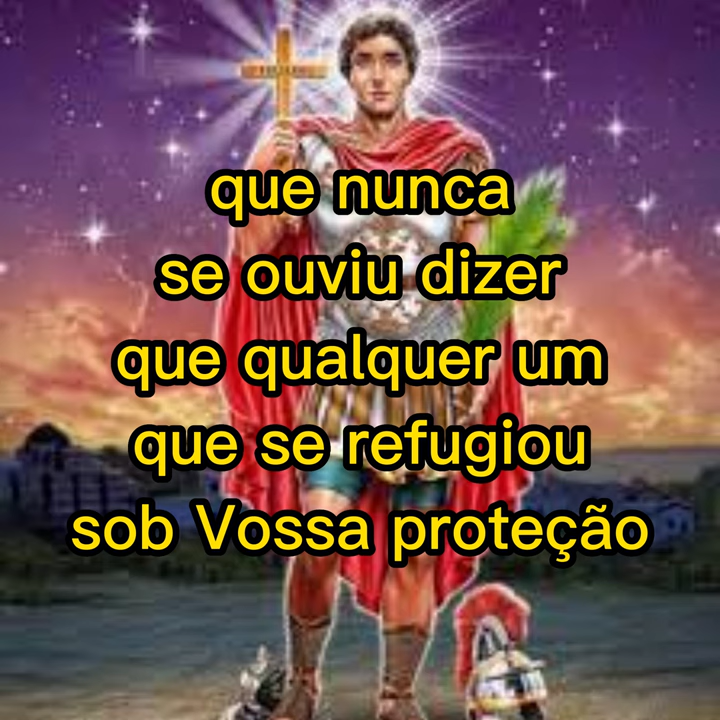 que nunca
se ouviu dizer
que qualquer um
que se refugiou
sob Vossa proteção